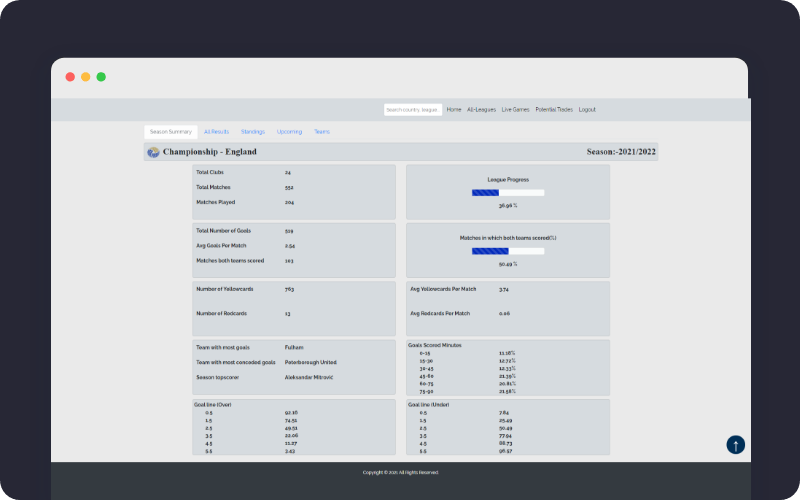 Search country, league
Home
All-Leagues
Live Games
Potential Trades
Logout
Season Summary
All Results
Standings
Upcoming
Teams
Championship - England
Season:-2021/2022
Total Clubs 24
Total Matches 552
Matches Played 204
League Progress
36.96 %
Total Number of Goals 519
Avg Goals Per Match 2.54
Matches both teams scored 103
Matches in which both teams scored(%)
50.49 %
Number of Yellowcards 763
Number of Redcards 13
Avg Yellowcards Per Match 3.74
Avg Redcards Per Match 0.06
Team with most goals Fulham
Team with most conceded goals Peterborough United
Season topscorer Aleksandar Mitrović
Goals Scored Minutes
0-15 11.18%
15-30 12.72%
30-45 12.33%
45-60 21.39%
60-75 20.81%
75-90 21.58%
Goal line (Over)
0.5 92.16
1.5 74.51
2.5 49.51
3.5 22.06
4.5 11.27
5.5 3.43
Goal line (Under)
0.5 7.84
1.5 25.49
2.5 50.49
3.5 77.94
4.5 88.73
5.5 96.57
Copyright © 2021 All Rights Reserved.